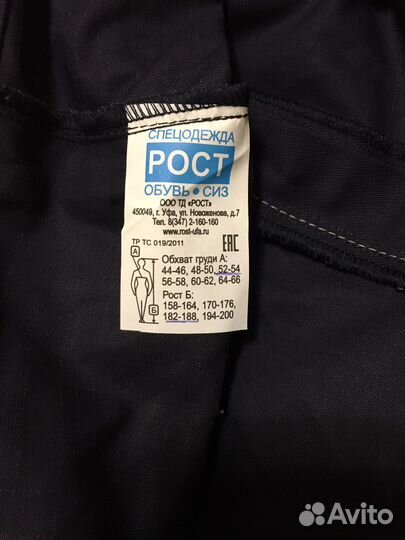 СПЕЦОДЕЖДА
РОСТ
ОБУВЬ • СИЗ
ООО ТД «РОСТ»
450049, г. Уфа, ул. Новоженова, д.7
Тел. 8(347) 2-160-160
www.rost-ufa.ru
ТР ТС 019/2011
EAC
А
Обхват груди А:
44-46, 48-50, 52-54
56-58, 60-62, 64-66
Рост Б:
Б
158-164, 170-176,
182-188, 194-200
Avito